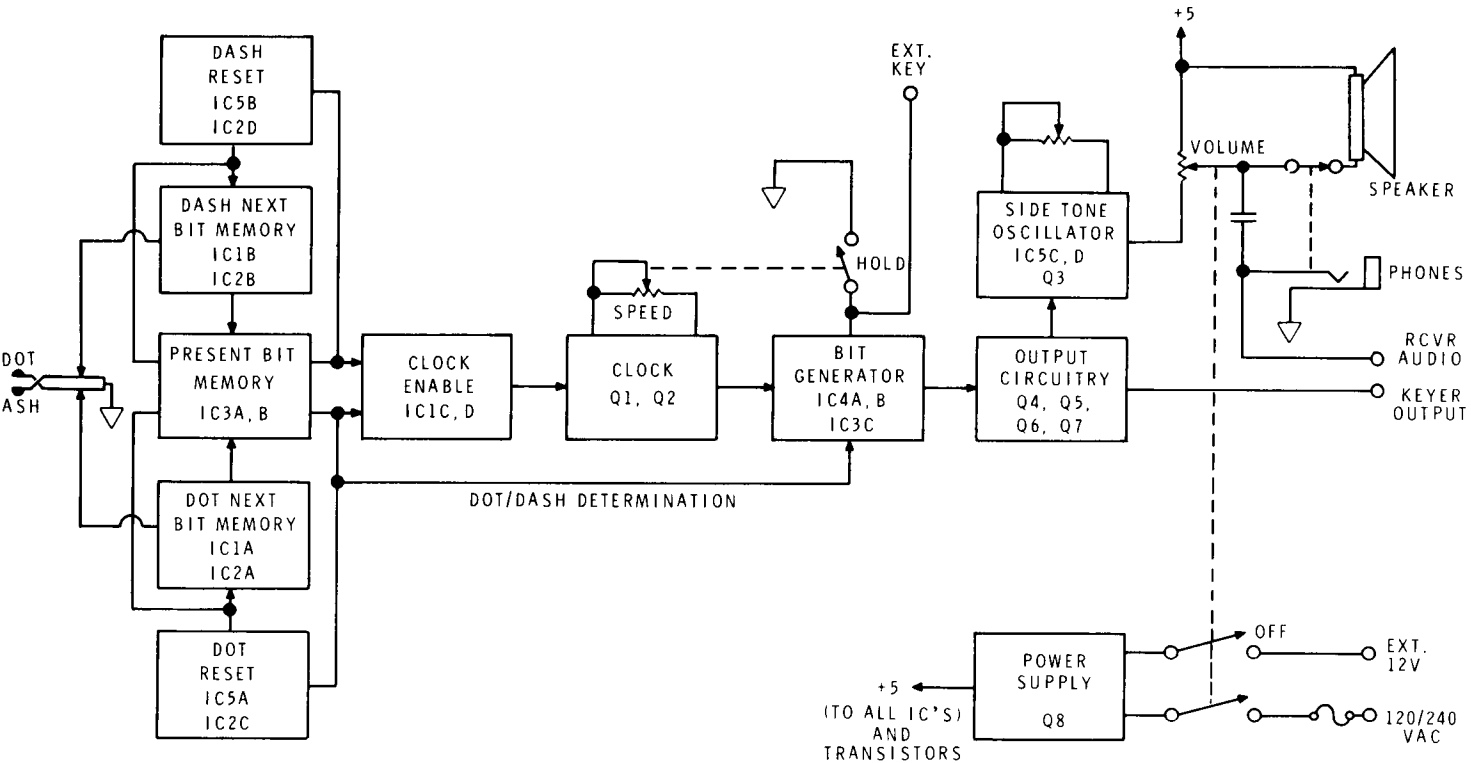 DASH
RESET
IC5B
IC2D
DASH NEXT
BIT MEMORY
IC1B
IC2B
PRESENT BIT
MEMORY
IC3A, B
DOT NEXT
BIT MEMORY
IC1A
IC2A
DOT
RESET
IC5A
IC2C
DOT
ASH
CLOCK
ENABLE
IC1C, D
SPEED
CLOCK
Q1, Q2
HOLD
EXT.
KEY
BIT
GENERATOR
IC4A, B
IC3C
DOT/DASH DETERMINATION
SIDE TONE
OSCILLATOR
IC5C, D
Q3
OUTPUT
CIRCUITRY
Q4, Q5,
Q6, Q7
+5
VOLUME
SPEAKER
PHONES
RCVR
AUDIO
KEYER
OUTPUT
POWER
SUPPLY
Q8
+5
(TO ALL IC'S)
AND
TRANSISTORS
OFF
EXT.
12V
120/240
VAC